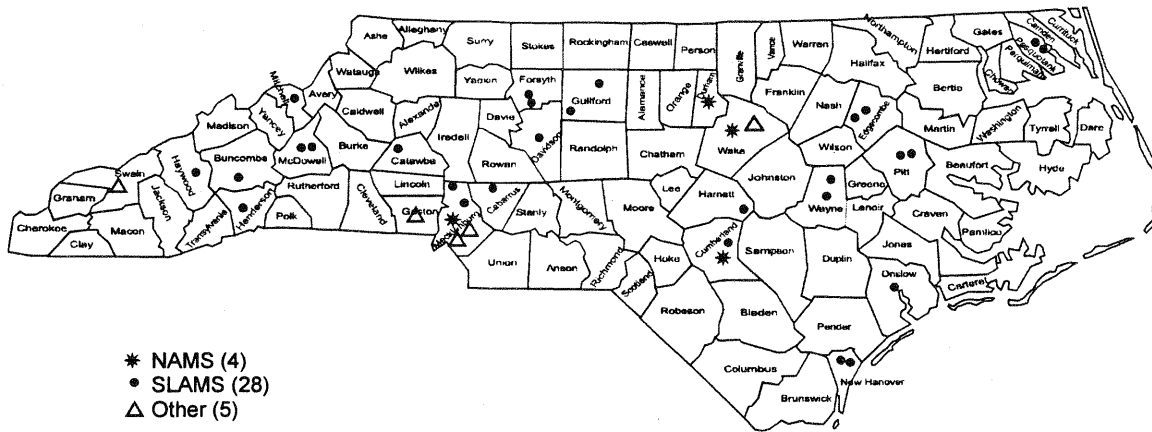 Ashe
Alleghany
Surry
Stokes
Rockingham
Caswell
Person
Granville
Vance
Warren
Northampton
Gates
Camden
Currituck
Pasquotank
Perquimans
Hertford
Halifax
Watauga
Wilkes
Yadkin
Forsyth
Guilford
Alamance
Orange
Durham
Franklin
Nash
Edgecombe
Bertie
Chowan
Mitchell
Avery
Caldwell
Alexander
Davie
Iredell
Davidson
Randolph
Chatham
Wake
Wilson
Martin
Washington
Tyrrell
Dare
Madison
Yancey
Burke
McDowell
Catawba
Rowan
Buncombe
Haywood
Swain
Graham
Cherokee
Clay
Macon
Jackson
Transylvania
Henderson
Polk
Rutherford
Cleveland
Lincoln
Gaston
Mecklenburg
Cabarrus
Stanly
Montgomery
Moore
Lee
Harnett
Johnston
Wayne
Greene
Pitt
Beaufort
Hyde
Lenoir
Craven
Pamlico
Jones
Carteret
Onslow
Duplin
Sampson
Cumberland
Hoke
Scotland
Richmond
Anson
Union
Robeson
Bladen
Pender
Columbus
Brunswick
New Hanover
NAMS (4)
SLAMS (28)
Other (5)